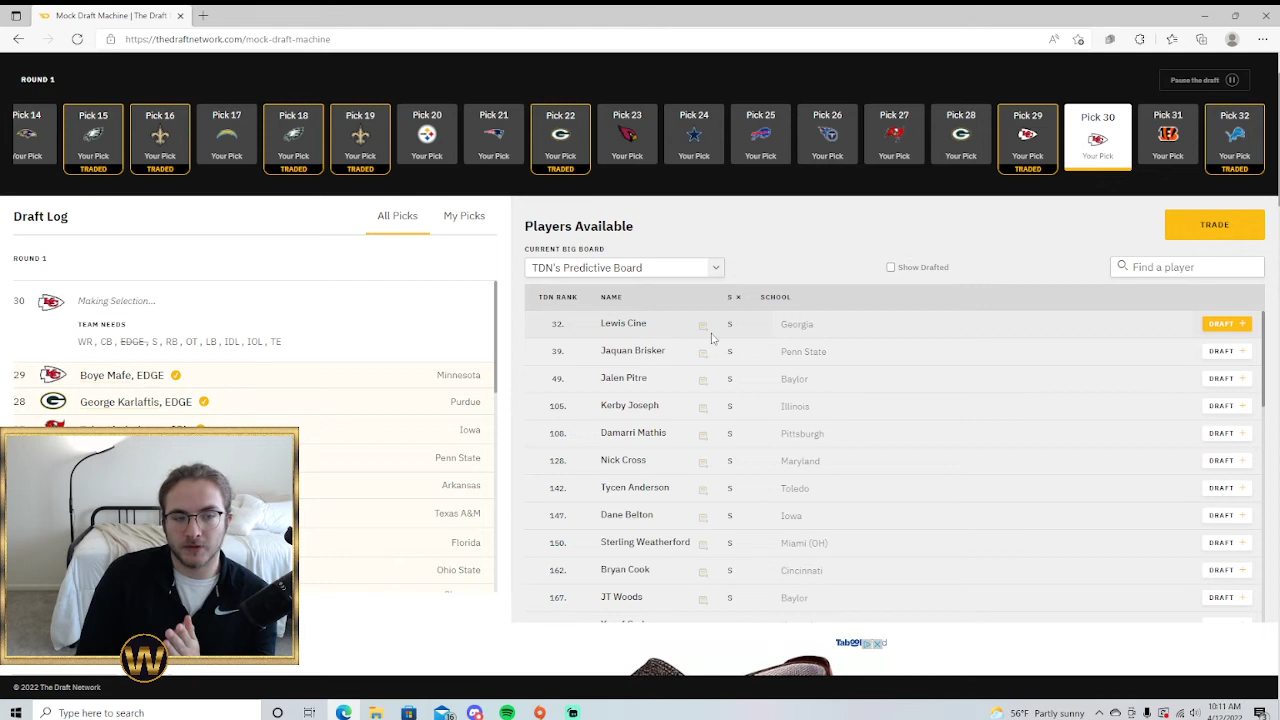 Mock Draft Machine | The Draft
https://thedraftnetwork.com/mock-draft-machine
ROUND 1
Pause the draft
Pick 14 Pick 15 Pick 16 Pick 17 Pick 18 Pick 19 Pick 20 Pick 21 Pick 22 Pick 23 Pick 24 Pick 25 Pick 26 Pick 27 Pick 28 Pick 29 Pick 30 Pick 31 Pick 32
Your Pick Your Pick Your Pick Your Pick Your Pick Your Pick Your Pick Your Pick Your Pick Your Pick Your Pick Your Pick Your Pick Your Pick Your Pick Your Pick Your Pick Your Pick Your Pick
TRADED TRADED TRADED TRADED TRADED TRADED TRADED
Draft Log
All Picks My Picks
ROUND 1
30 Making Selection...
TEAM NEEDS
WR , CB , EDGE , S , RB , OT , LB , IDL , IOL , TE
29 Boye Mafe, EDGE Minnesota
28 George Karlaftis, EDGE Purdue
Iowa
Penn State
Arkansas
Texas A&M
Florida
Ohio State
Players Available
TRADE
CURRENT BIG BOARD
TDN's Predictive Board
Show Drafted
Find a player
TDN RANK NAME S × SCHOOL
32. Lewis Cine S Georgia DRAFT +
39. Jaquan Brisker S Penn State DRAFT +
49. Jalen Pitre S Baylor DRAFT +
105. Kerby Joseph S Illinois DRAFT +
108. Damarri Mathis S Pittsburgh DRAFT +
128. Nick Cross S Maryland DRAFT +
142. Tycen Anderson S Toledo DRAFT +
147. Dane Belton S Iowa DRAFT +
150. Sterling Weatherford S Miami (OH) DRAFT +
162. Bryan Cook S Cincinnati DRAFT +
167. JT Woods S Baylor DRAFT +
W
© 2022 The Draft Network
Type here to search
16
56°F Partly sunny
10:11 AM
4/12/2022